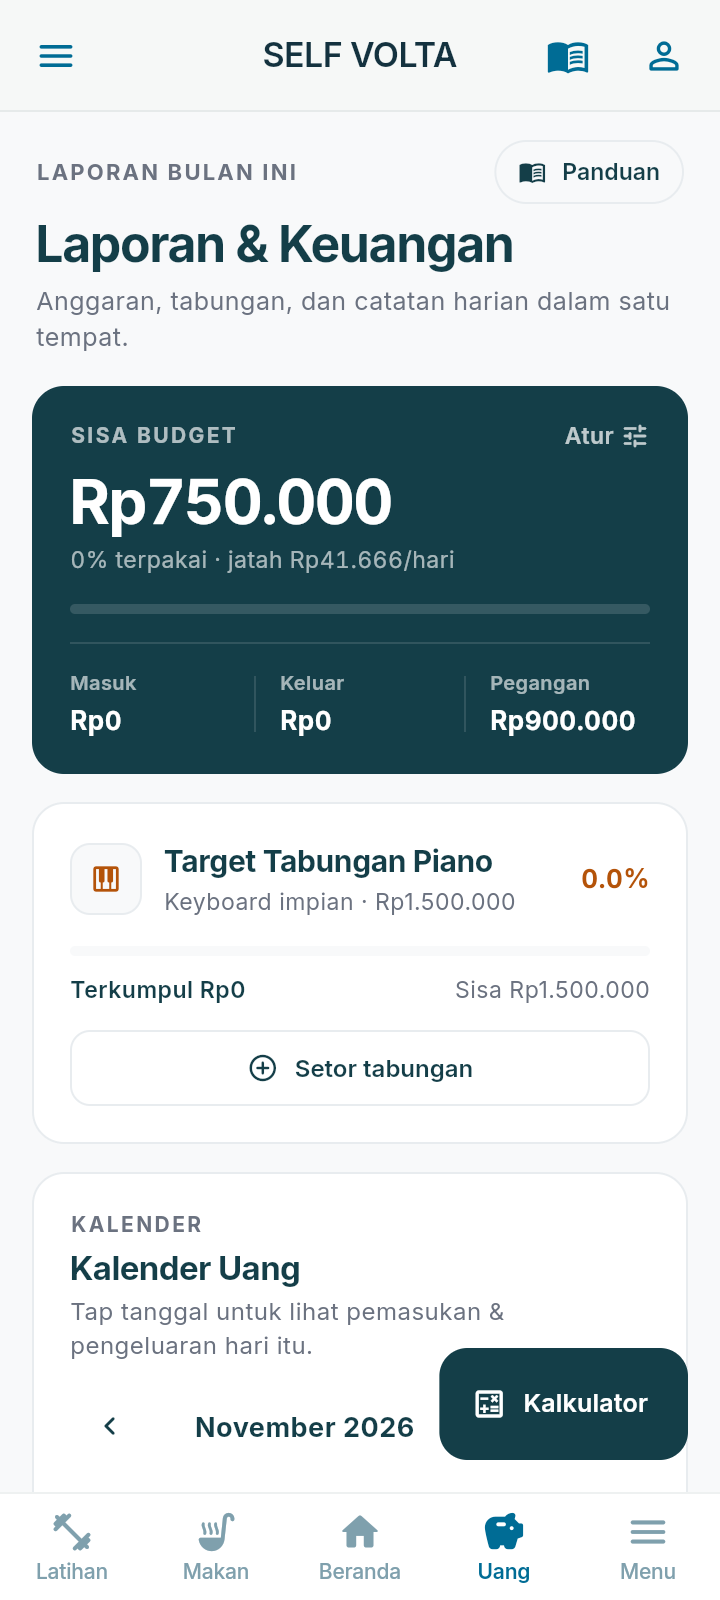 SELF VOLTA
LAPORAN BULAN INI
Panduan
Laporan & Keuangan
Anggaran, tabungan, dan catatan harian dalam satu
tempat.
SISA BUDGET
Atur
Rp750.000
0% terpakai · jatah Rp41.666/hari
Masuk
Keluar
Pegangan
Rp0
Rp0
Rp900.000
Target Tabungan Piano
Keyboard impian · Rp1.500.000
0.0%
Terkumpul Rp0
Sisa Rp1.500.000
Setor tabungan
KALENDER
Kalender Uang
Tap tanggal untuk lihat pemasukan &
pengeluaran hari itu.
Kalkulator
November 2026
Latihan
Makan
Beranda
Uang
Menu